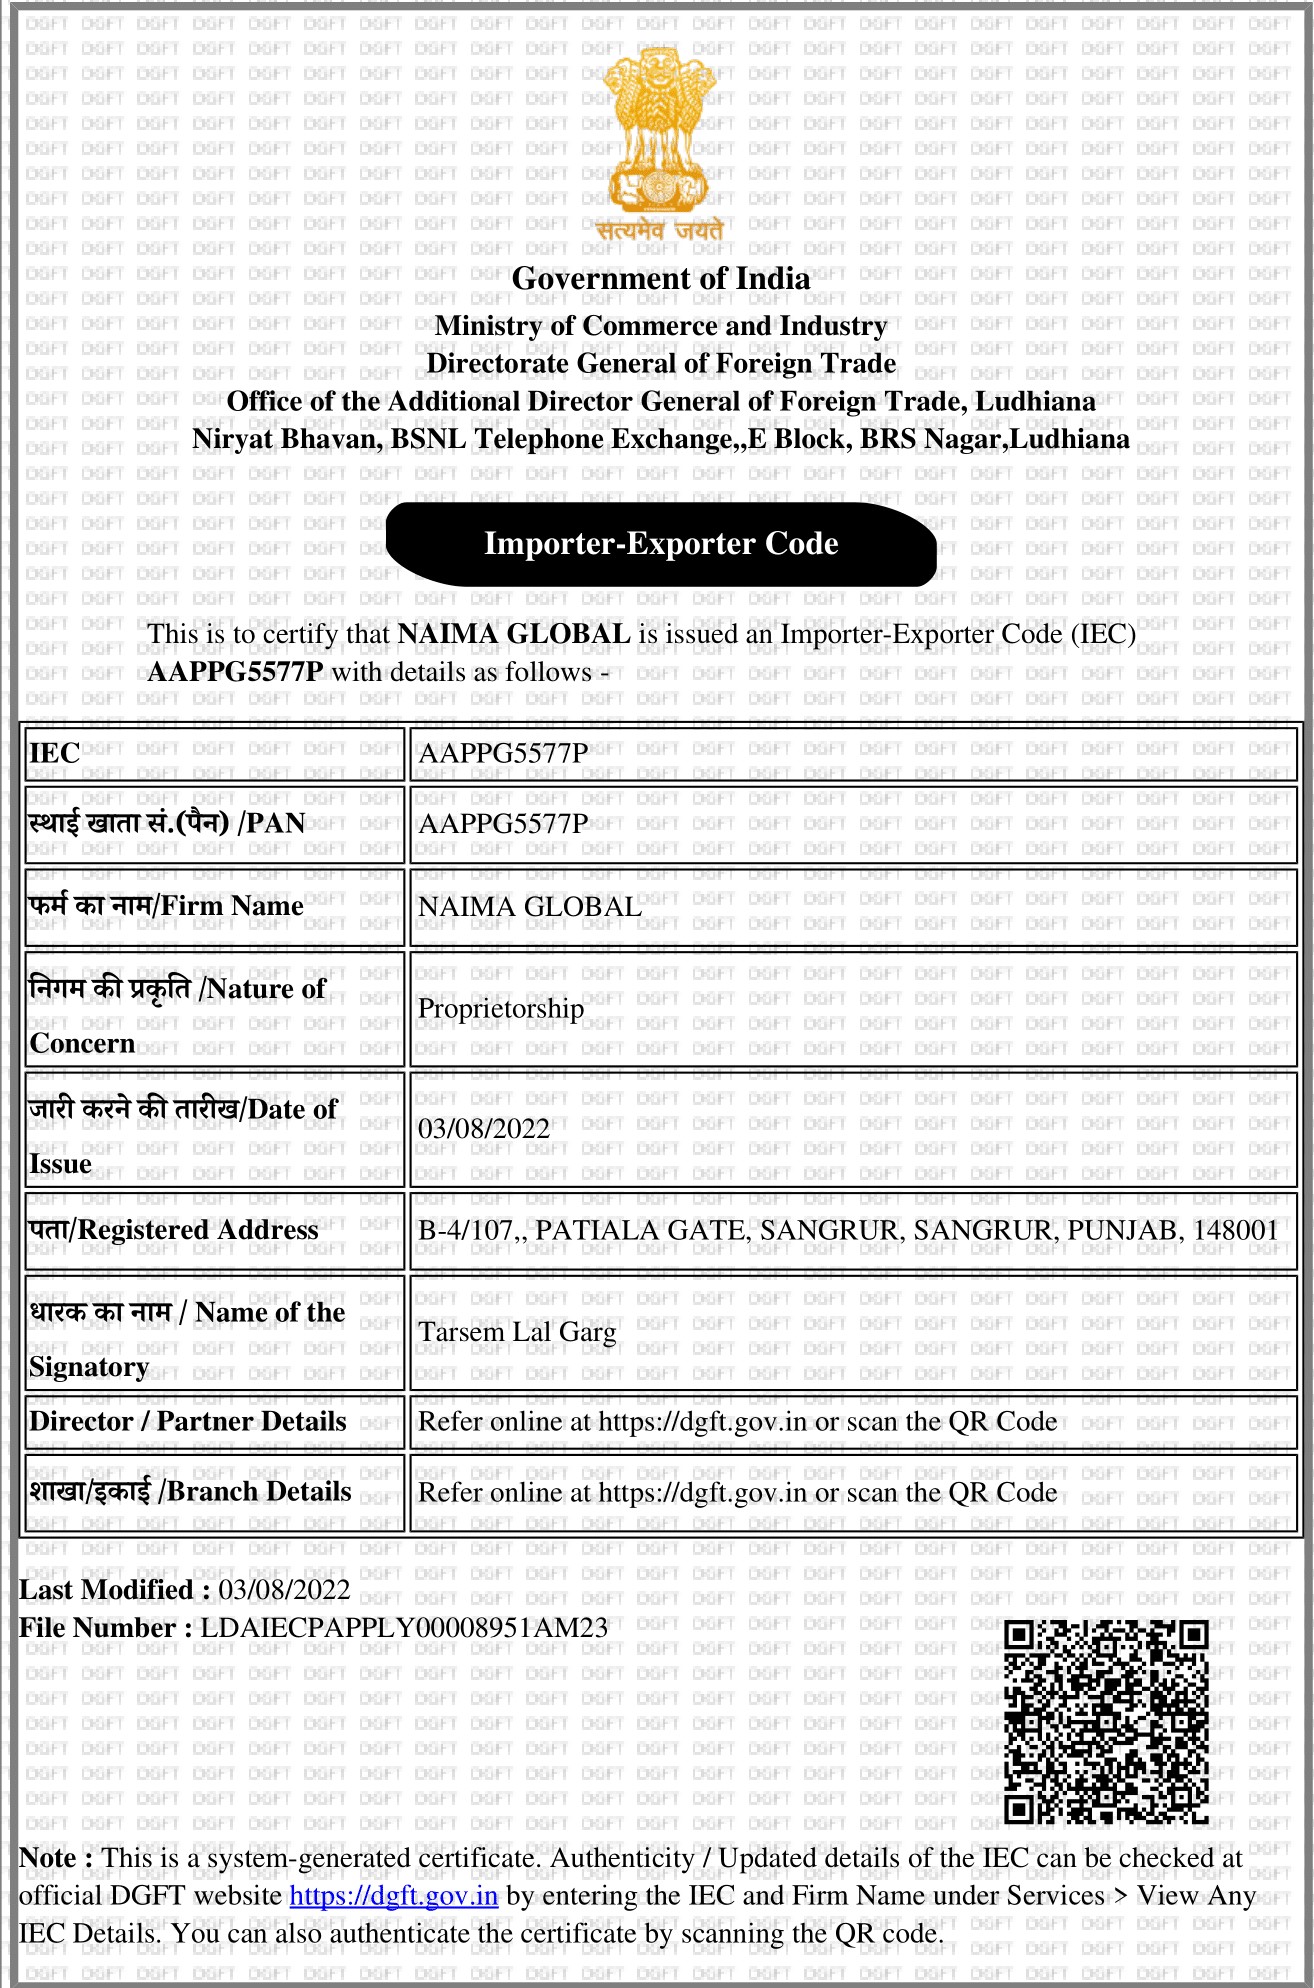 सत्यमेव जयते
Government of India
Ministry of Commerce and Industry
Directorate General of Foreign Trade
Office of the Additional Director General of Foreign Trade, Ludhiana
Niryat Bhavan, BSNL Telephone Exchange,,E Block, BRS Nagar,Ludhiana
Importer-Exporter Code
This is to certify that NAIMA GLOBAL is issued an Importer-Exporter Code (IEC)
AAPPG5577P with details as follows -
IEC AAPPG5577P
स्थाई खाता सं.(पैन) /PAN AAPPG5577P
फर्म का नाम/Firm Name NAIMA GLOBAL
निगम की प्रकृति /Nature of
Concern
Proprietorship
जारी करने की तारीख/Date of
Issue
03/08/2022
पता/Registered Address B-4/107,, PATIALA GATE, SANGRUR, SANGRUR, PUNJAB, 148001
धारक का नाम / Name of the
Signatory
Tarsem Lal Garg
Director / Partner Details Refer online at https://dgft.gov.in or scan the QR Code
शाखा/इकाई /Branch Details Refer online at https://dgft.gov.in or scan the QR Code
Last Modified : 03/08/2022
File Number : LDAIECPAPPLY00008951AM23
Note : This is a system-generated certificate. Authenticity / Updated details of the IEC can be checked at
official DGFT website https://dgft.gov.in by entering the IEC and Firm Name under Services > View Any
IEC Details. You can also authenticate the certificate by scanning the QR code.